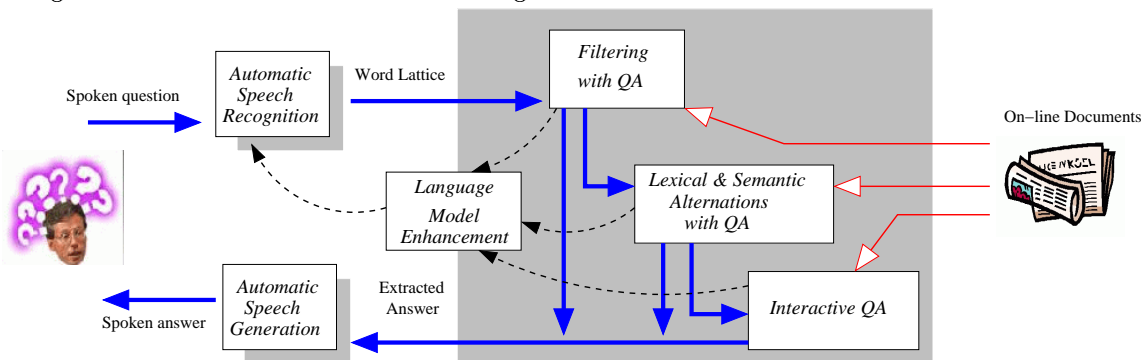 Spoken question
Automatic
Speech
Recognition
Word Lattice
Filtering
with QA
On−line Documents
Language
Model
Enhancement
Lexical & Semantic
Alternations
with QA
Interactive QA
Extracted
Answer
Automatic
Speech
Generation
Spoken answer